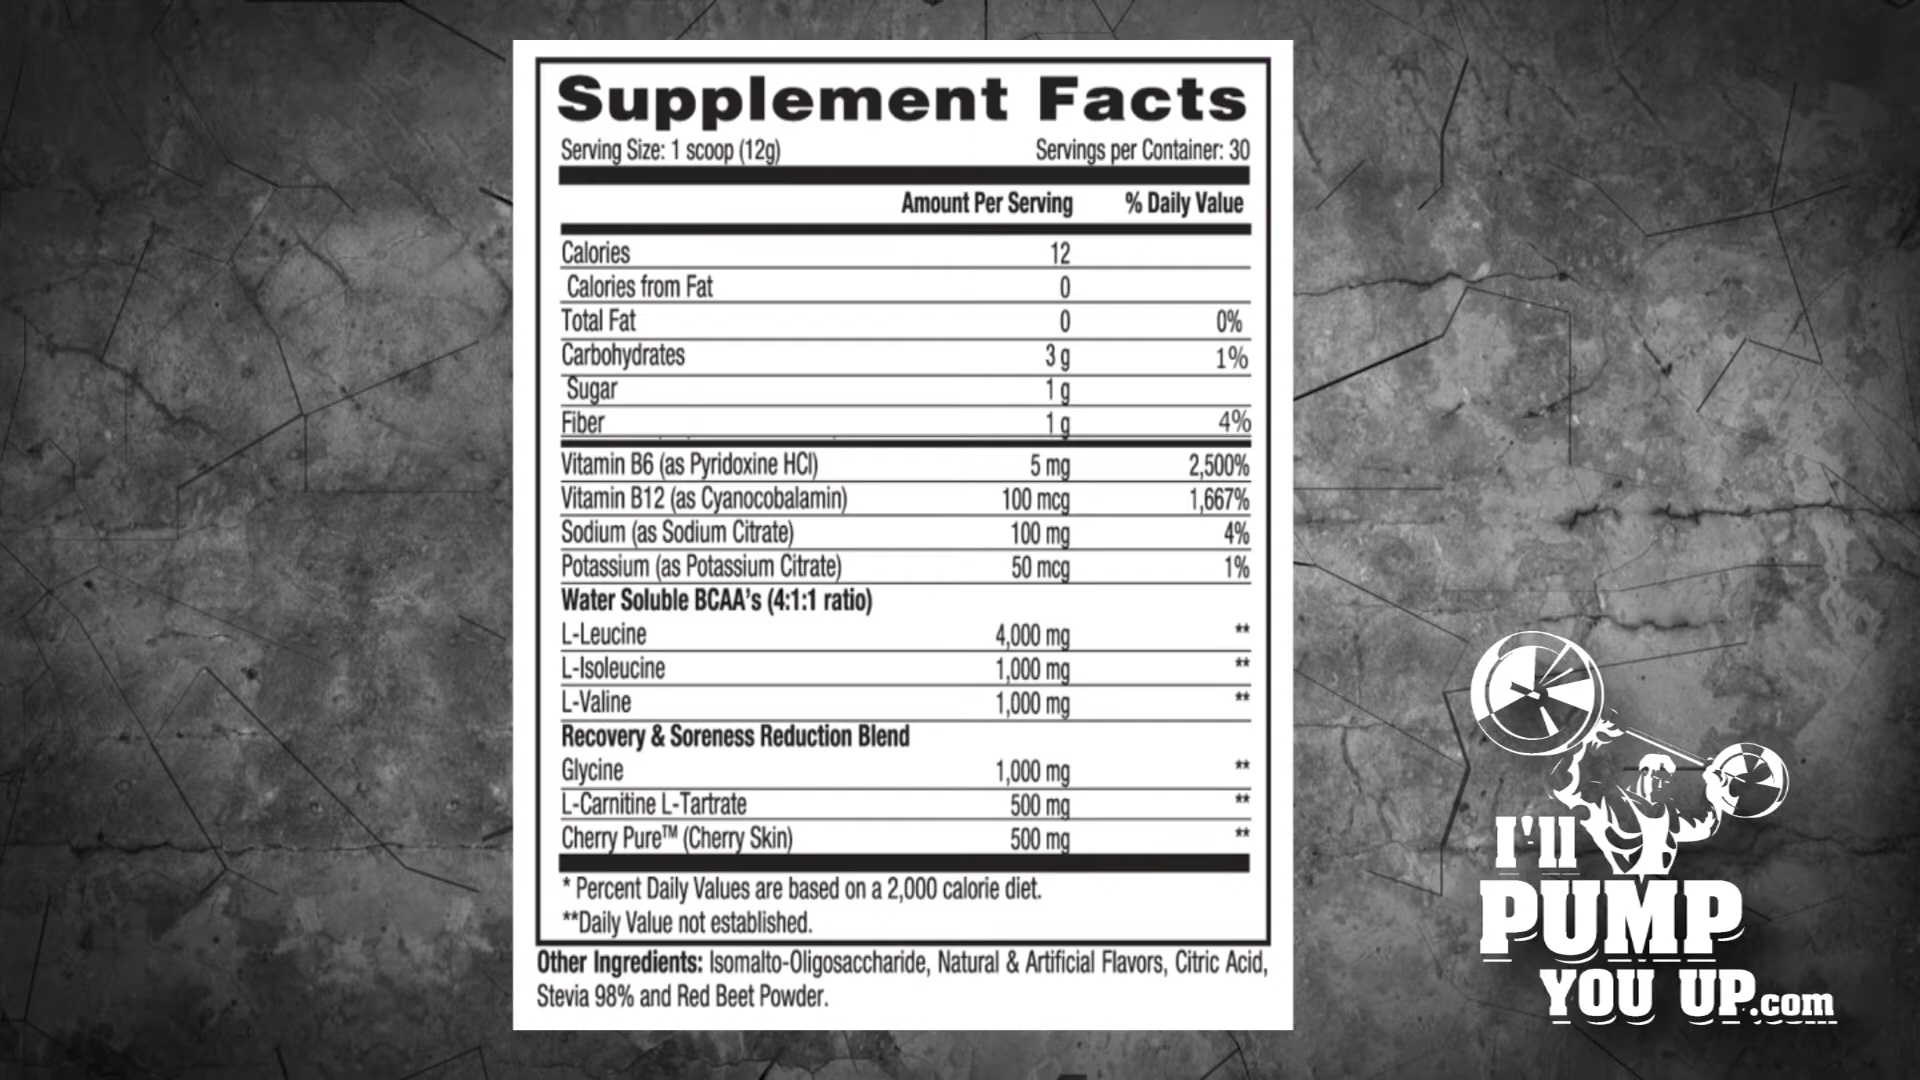 Supplement Facts
Serving Size: 1 scoop (12g) Servings per Container: 30
Amount Per Serving % Daily Value
Calories 12
Calories from Fat 0
Total Fat 0 0%
Carbohydrates 3 g 1%
Sugar 1 g
Fiber 1 g 4%
Vitamin B6 (as Pyridoxine HCl) 5 mg 2,500%
Vitamin B12 (as Cyanocobalamin) 100 mcg 1,667%
Sodium (as Sodium Citrate) 100 mg 4%
Potassium (as Potassium Citrate) 50 mcg 1%
Water Soluble BCAA's (4:1:1 ratio)
L-Leucine 4,000 mg **
L-Isoleucine 1,000 mg **
L-Valine 1,000 mg **
Recovery & Soreness Reduction Blend
Glycine 1,000 mg **
L-Carnitine L-Tartrate 500 mg **
Cherry Pure™ (Cherry Skin) 500 mg **
* Percent Daily Values are based on a 2,000 calorie diet.
**Daily Value not established.
Other Ingredients: Isomalto-Oligosaccharide, Natural & Artificial Flavors, Citric Acid,
Stevia 98% and Red Beet Powder.
I'll
PUMP
YOU UP.com